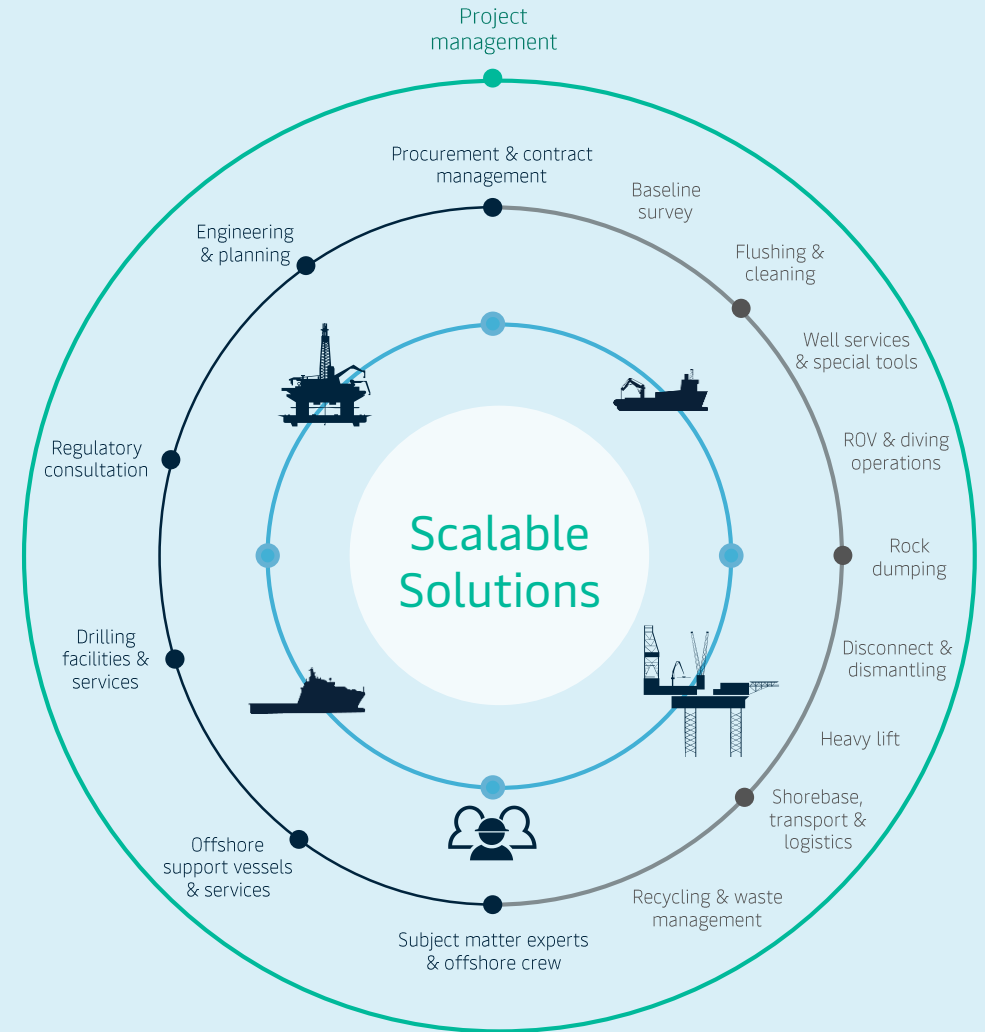 Project
management
Procurement & contract
management
Baseline
survey
Flushing &
cleaning
Well services
& special tools
ROV & diving
operations
Rock
dumping
Disconnect &
dismantling
Heavy lift
Shorebase,
transport &
logistics
Recycling & waste
management
Subject matter experts
& offshore crew
Offshore
support vessels
& services
Drilling
facilities &
services
Regulatory
consultation
Engineering
& planning
Scalable
Solutions